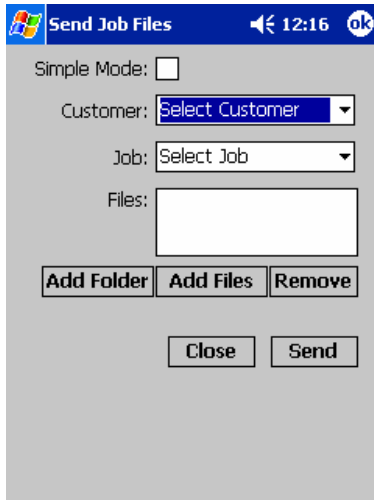 Send Job Files 12:16 ok
Simple Mode:
Customer: Select Customer
Job: Select Job
Files:
Add Folder Add Files Remove
Close Send